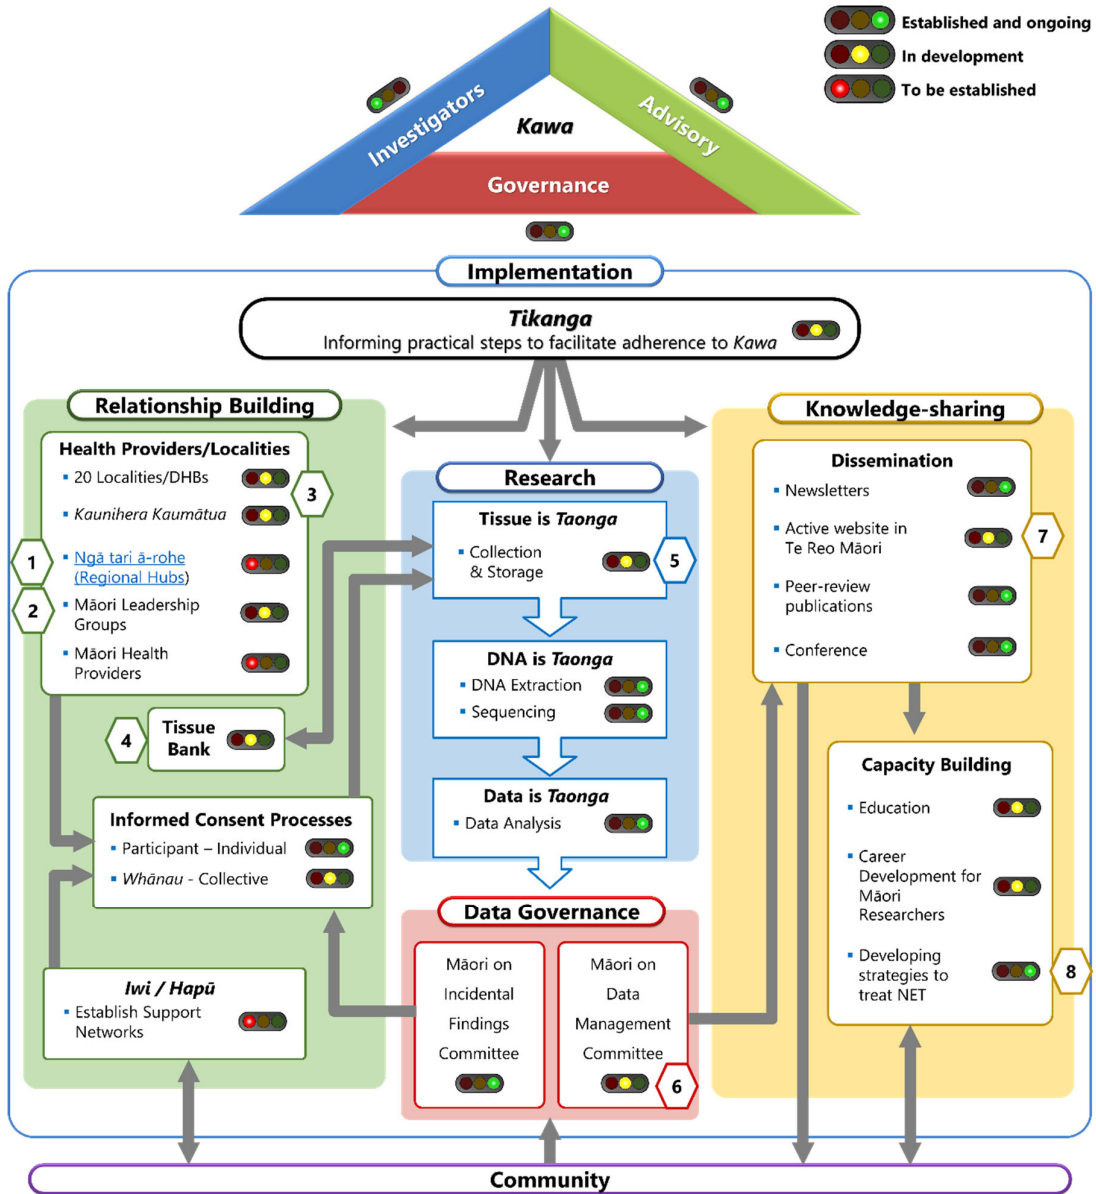 Established and ongoing
In development
To be established
Investigators
Advisory
Kawa
Governance
Implementation
Tikanga
Informing practical steps to facilitate adherence to Kawa
Relationship Building
Health Providers/Localities
20 Localities/DHBs
Kaunihera Kaumātua
3
1
Ngā tari ā-rohe
(Regional Hubs)
2
Māori Leadership
Groups
Māori Health
Providers
4
Tissue
Bank
Informed Consent Processes
Participant – Individual
Whānau - Collective
Iwi / Hapū
Establish Support
Networks
Research
Tissue is Taonga
Collection
& Storage
5
DNA is Taonga
DNA Extraction
Sequencing
Data is Taonga
Data Analysis
Data Governance
Māori on
Incidental
Findings
Committee
Māori on
Data
Management
Committee
6
Knowledge-sharing
Dissemination
Newsletters
Active website in
Te Reo Māori
7
Peer-review
publications
Conference
Capacity Building
Education
Career
Development for
Māori
Researchers
Developing
strategies to
treat NET
8
Community